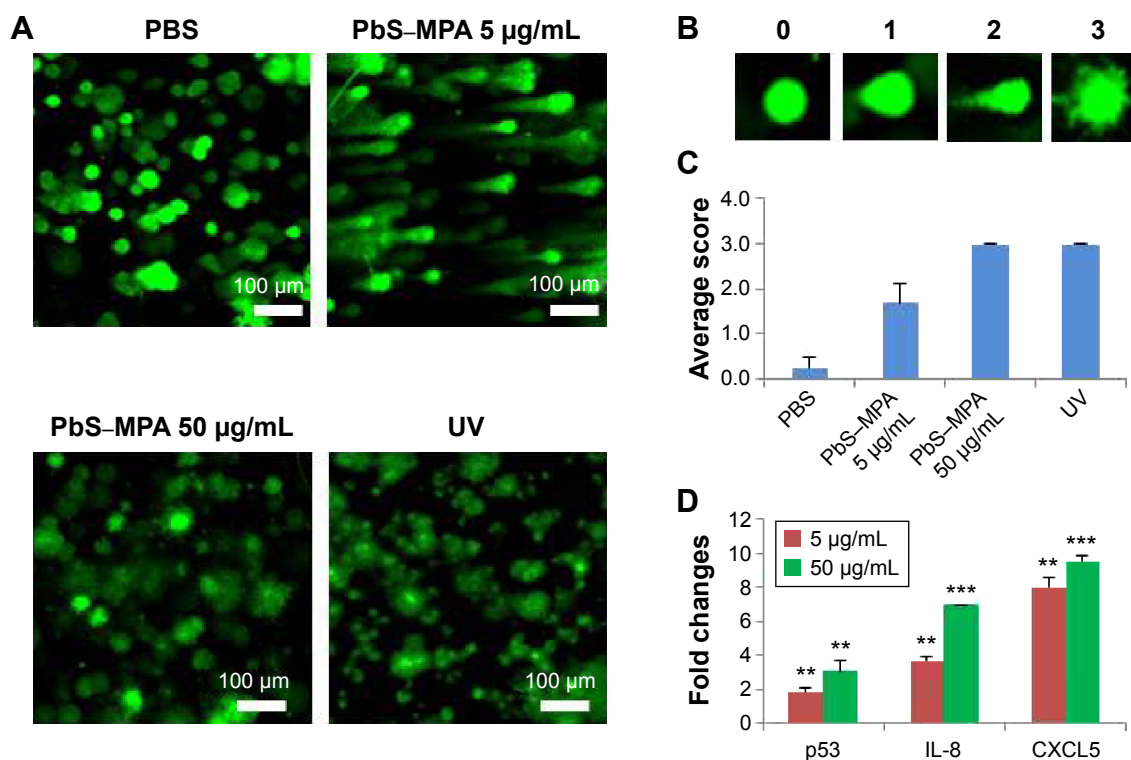 A
PBS
PbS–MPA 5 µg/mL
100 µm
100 µm
PbS–MPA 50 µg/mL
UV
100 µm
100 µm
B
0 1 2 3
C
Average score
4.0
3.0
2.0
1.0
0.0
PBS
PbS–MPA
5 µg/mL
PbS–MPA
50 µg/mL
UV
D
Fold changes
12
10
8
6
4
2
0
5 µg/mL
50 µg/mL
** ** ** *** ** ***
p53 IL-8 CXCL5